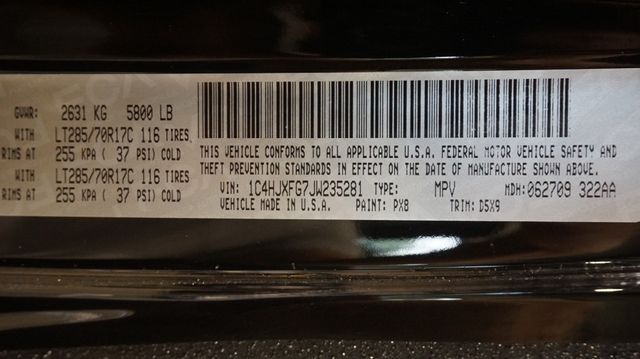 GVWR: 2631 KG 5800 LB
WITH LT285/70R17C 116 TIRES
RIMS AT 255 KPA ( 37 PSI) COLD
WITH LT285/70R17C 116 TIRES
RIMS AT 255 KPA ( 37 PSI) COLD
THIS VEHICLE CONFORMS TO ALL APPLICABLE U.S.A. FEDERAL MOTOR VEHICLE SAFETY AND
THEFT PREVENTION STANDARDS IN EFFECT ON THE DATE OF MANUFACTURE SHOWN ABOVE.
VIN: 1C4HJXFG7JW235281 TYPE: MPV MDH: 062709 322AA
VEHICLE MADE IN U.S.A. PAINT: PX8 TRIM: D5X9